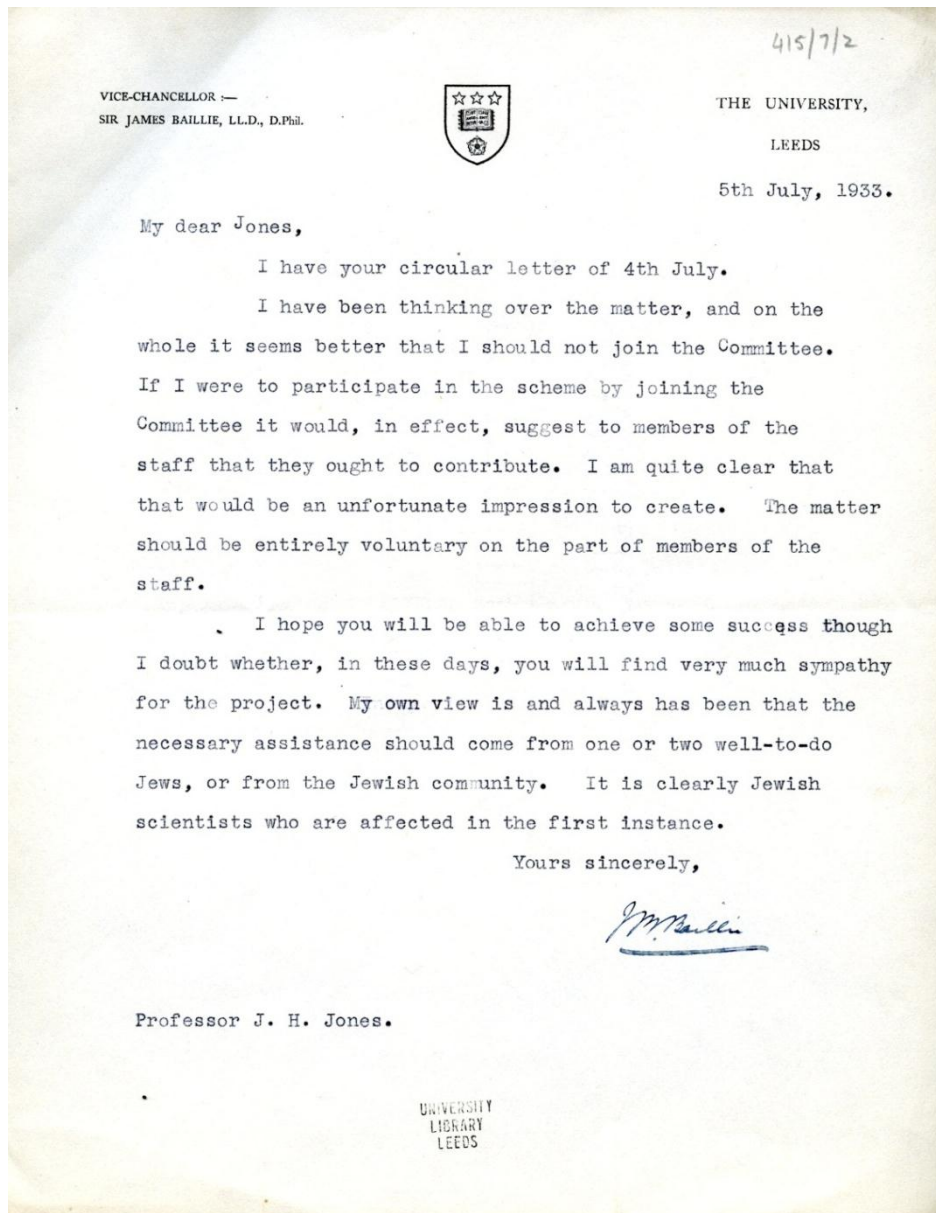 415/7/2
VICE-CHANCELLOR :—
SIR JAMES BAILLIE, LL.D., D.Phil.
THE UNIVERSITY,
LEEDS
5th July, 1933.
My dear Jones,
I have your circular letter of 4th July.
I have been thinking over the matter, and on the
whole it seems better that I should not join the Committee.
If I were to participate in the scheme by joining the
Committee it would, in effect, suggest to members of the
staff that they ought to contribute. I am quite clear that
that would be an unfortunate impression to create. The matter
should be entirely voluntary on the part of members of the
staff.
I hope you will be able to achieve some success though
I doubt whether, in these days, you will find very much sympathy
for the project. My own view is and always has been that the
necessary assistance should come from one or two well-to-do
Jews, or from the Jewish community. It is clearly Jewish
scientists who are affected in the first instance.
Yours sincerely,
J M. Baillie
Professor J. H. Jones.
UNIVERSITY
LIBRARY
LEEDS